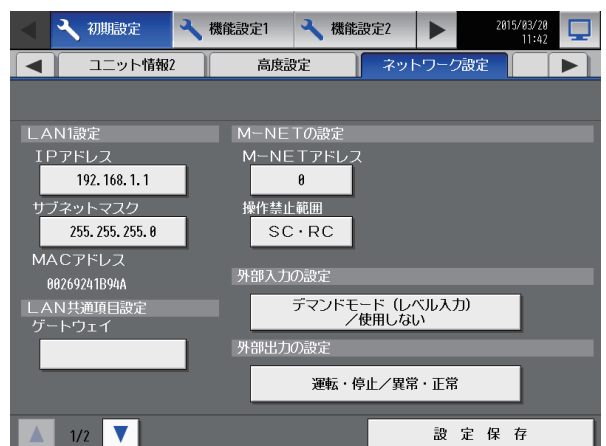 初期設定
機能設定1
機能設定2
2015/03/20
11:42
ユニット情報2
高度設定
ネットワーク設定
LAN1設定
IPアドレス
192.168.1.1
サブネットマスク
255.255.255.0
MACアドレス
00269241B94A
LAN共通項目設定
ゲートウェイ
M-NETの設定
M-NETアドレス
0
操作禁止範囲
SC・RC
外部入力の設定
デマンドモード(レベル入力)
/使用しない
外部出力の設定
運転・停止/異常・正常
1/2
設定保存